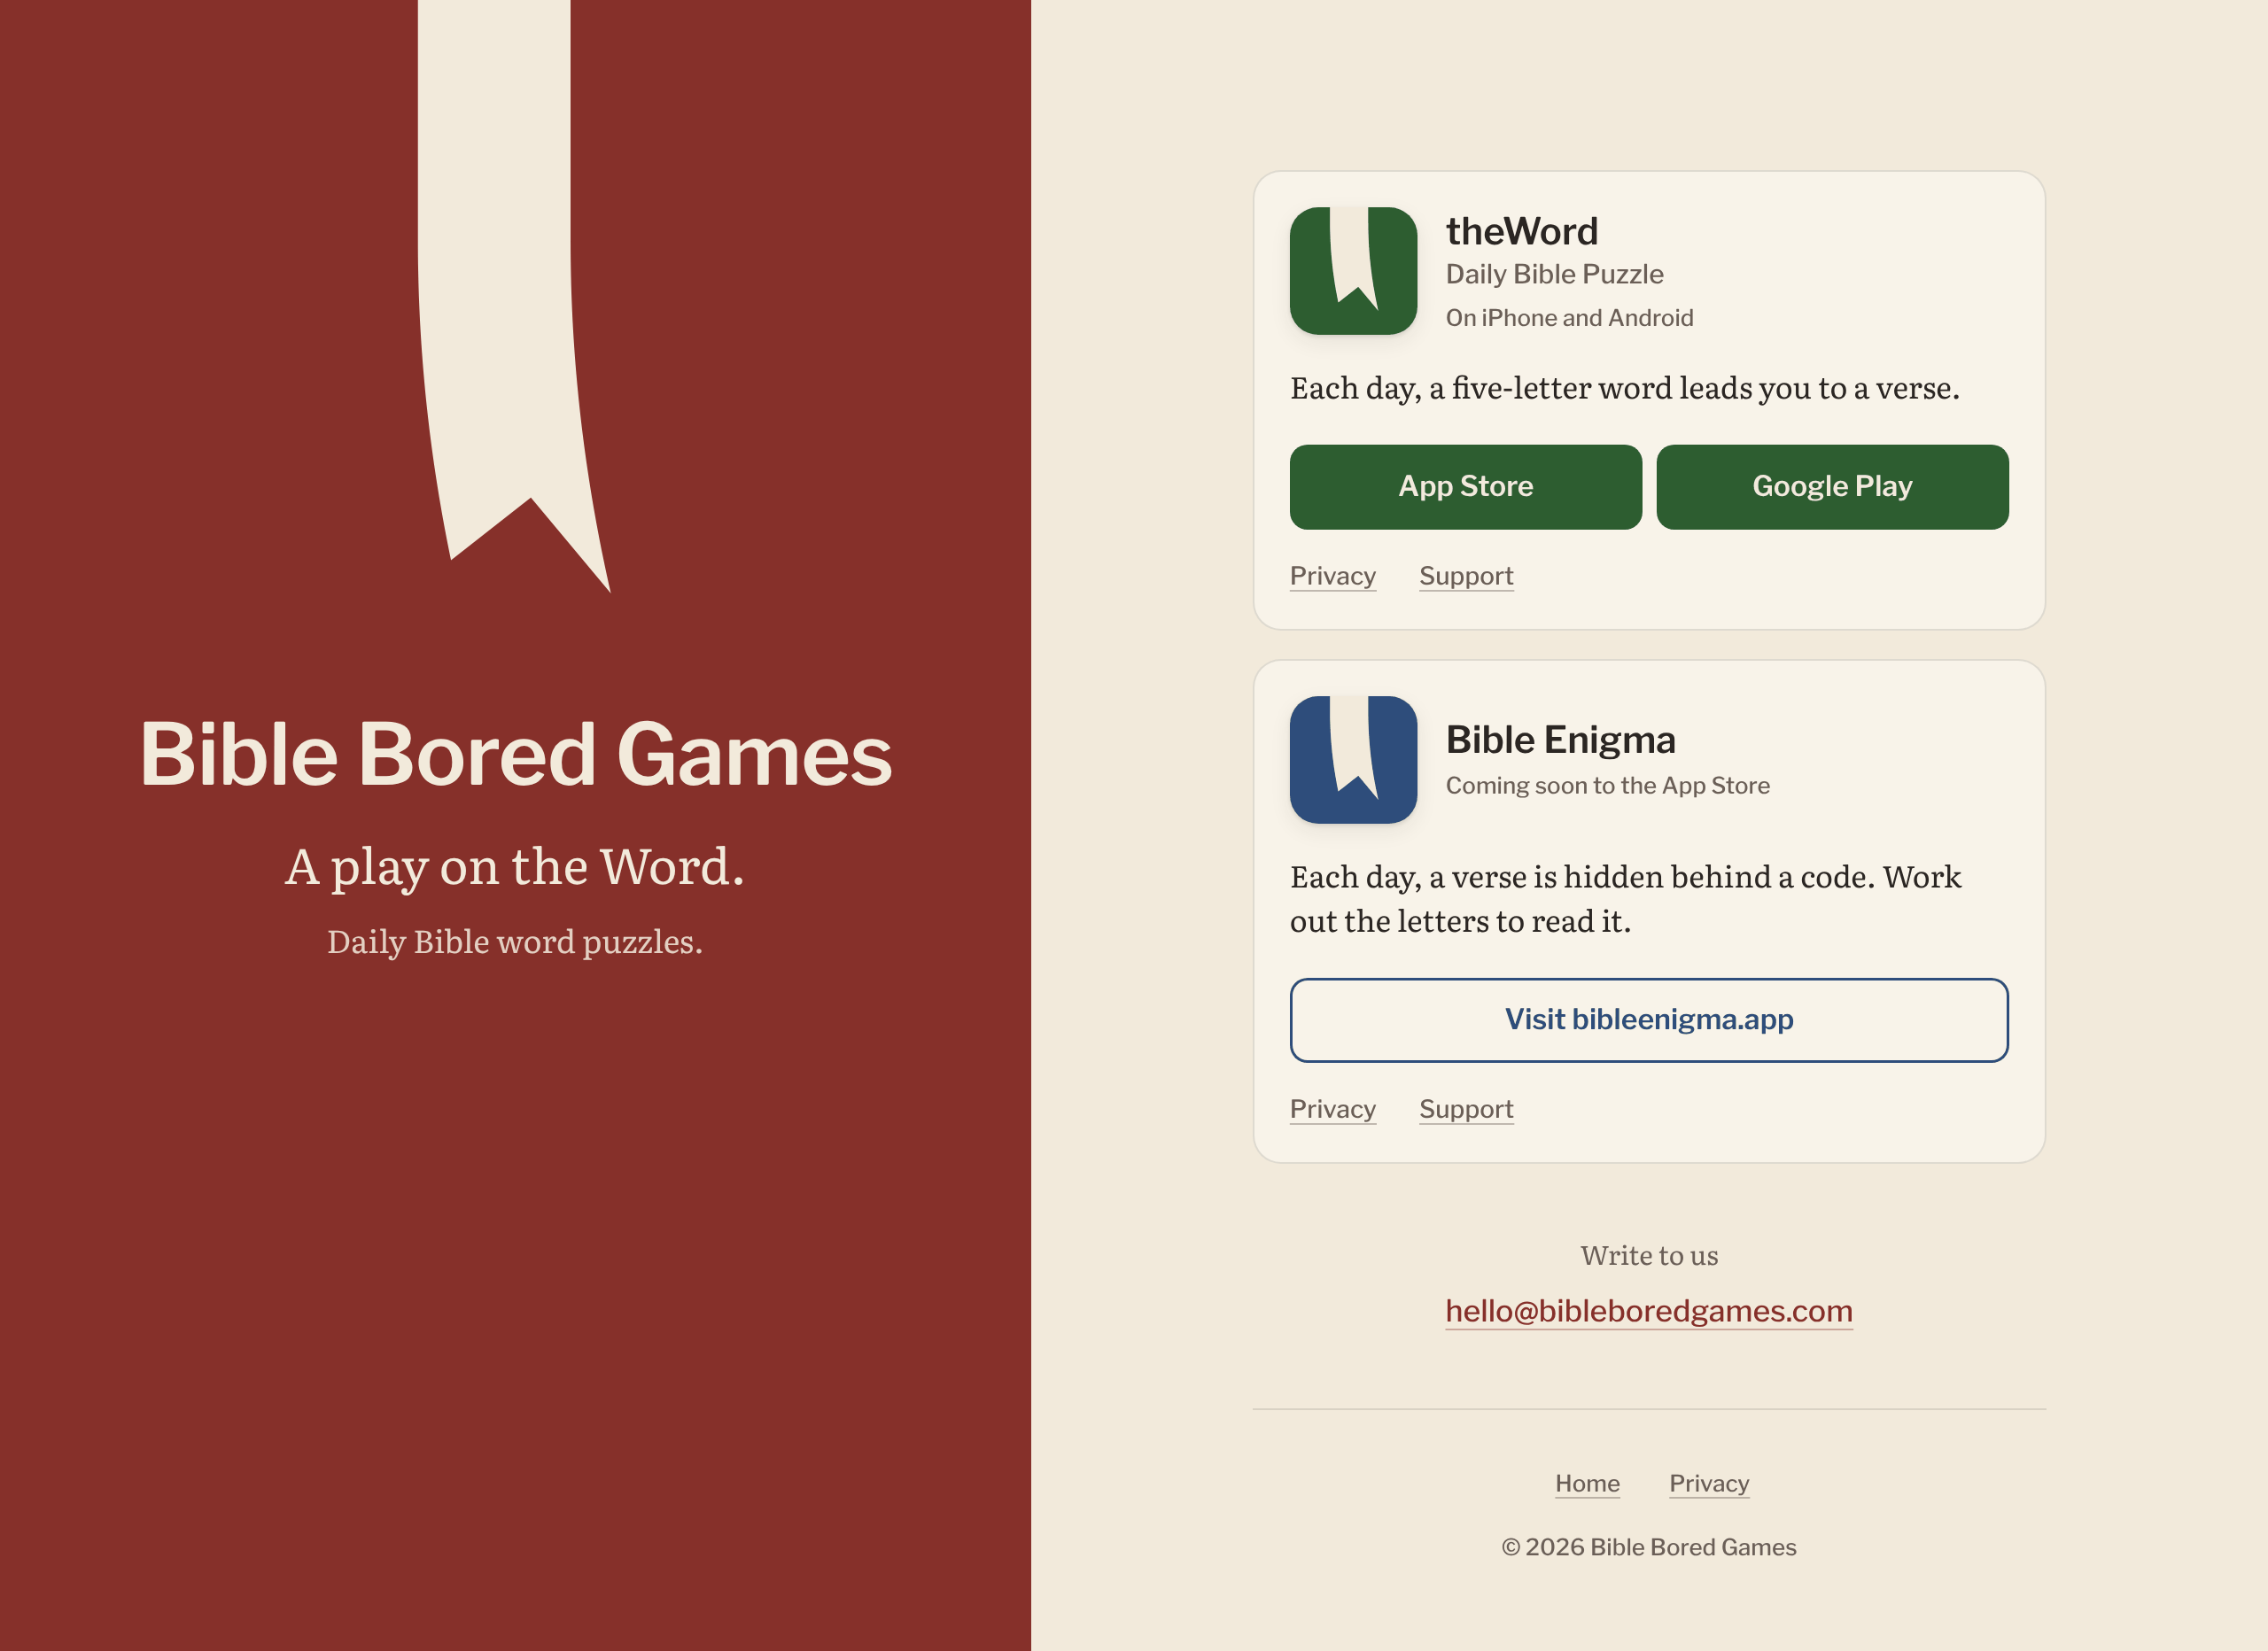 Bible Bored Games
A play on the Word.
Daily Bible word puzzles.
theWord
Daily Bible Puzzle
On iPhone and Android
Each day, a five-letter word leads you to a verse.
App Store
Google Play
Privacy
Support
Bible Enigma
Coming soon to the App Store
Each day, a verse is hidden behind a code. Work
out the letters to read it.
Visit bibleenigma.app
Privacy
Support
Write to us
hello@bibleboredgames.com
Home
Privacy
© 2026 Bible Bored Games